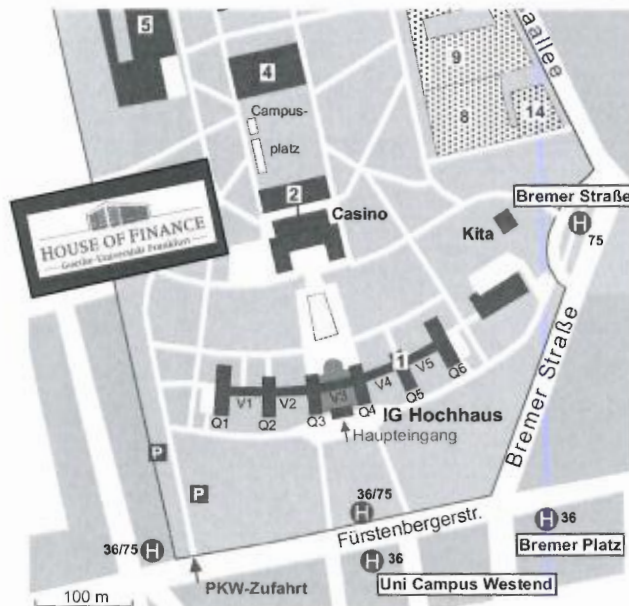 5
4
9
8
14
aallee
Campus-
platz
2
Casino
HOUSE OF FINANCE
Goethe-Universität Frankfurt
Bremer Straße
H
75
Kita
Bremer Straße
1
V1
V2
V3
V4
V5
Q1
Q2
Q3
Q4
Q5
Q6
IG Hochhaus
Haupteingang
P
P
36/75
H
Fürstenbergerstr.
H
36
Bremer Platz
36/75
H
H
36
Uni Campus Westend
PKW-Zufahrt
100 m